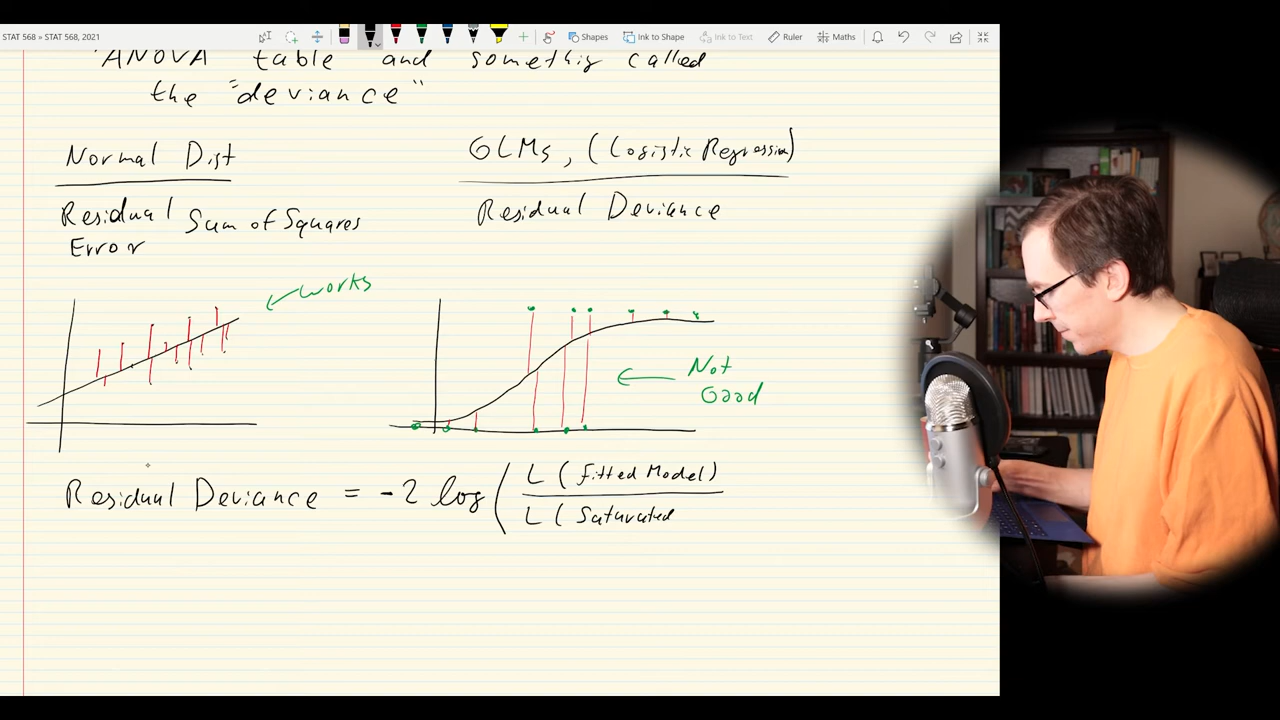 STAT 568 » STAT 568, 2021
Shapes
Ink to Shape
Ink to Text
Ruler
Maths
ANOVA table and somethig called
the "deviance"
Normal Dist
GLMs, (Logistic Regression)
Residual Sum of Squares
Error
Residual Deviance
works
Not
Good
Residual Deviance = -2 log( L (fitted Model)
L (Saturated